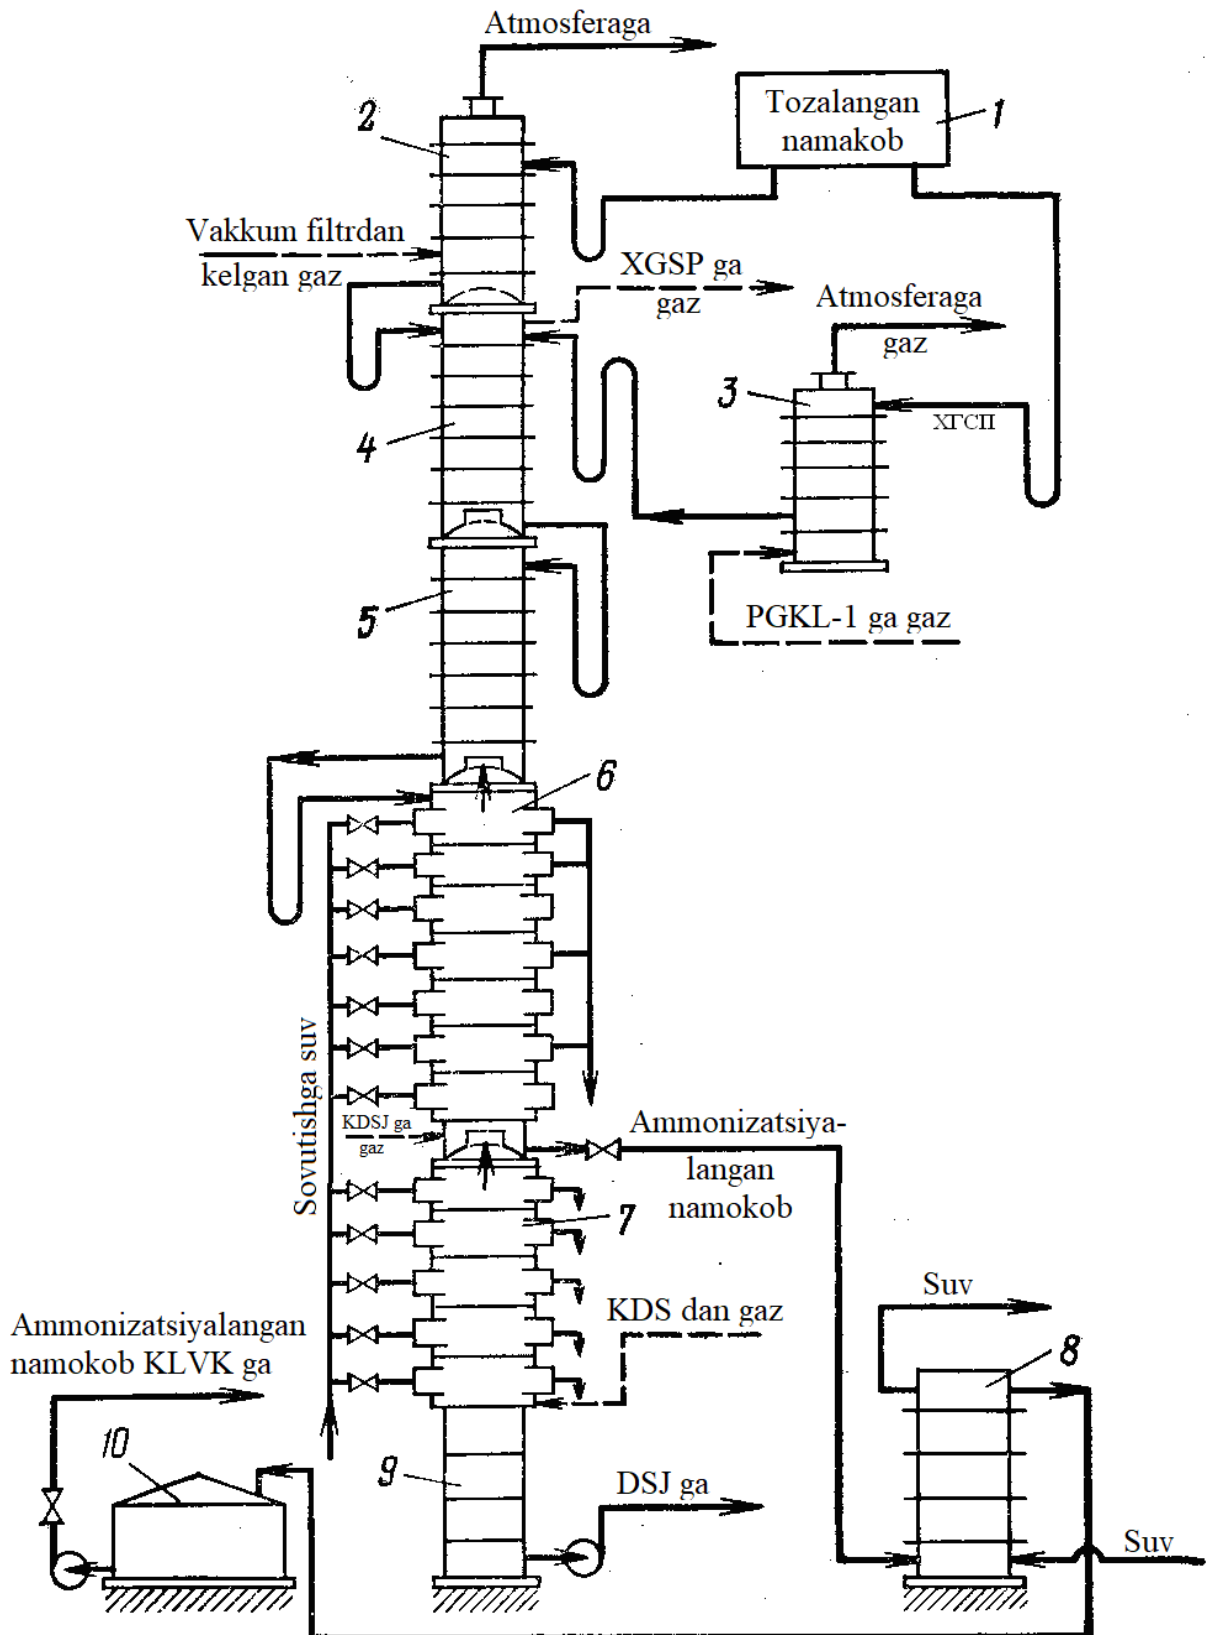 Atmosferaga
Tozalangan
namakob
1
2
Vakkum filtrdan
kelgan gaz
XGSP ga
gaz
Atmosferaga
gaz
3
ХГСП
4
5
PGKL-1 ga gaz
6
Sovutishga suv
KDSJ ga
gaz
Ammonizatsiya-
langan
namokob
7
KDS dan gaz
Suv
8
Ammonizatsiyalangan
namokob KLVK ga
10
9
DSJ ga
Suv